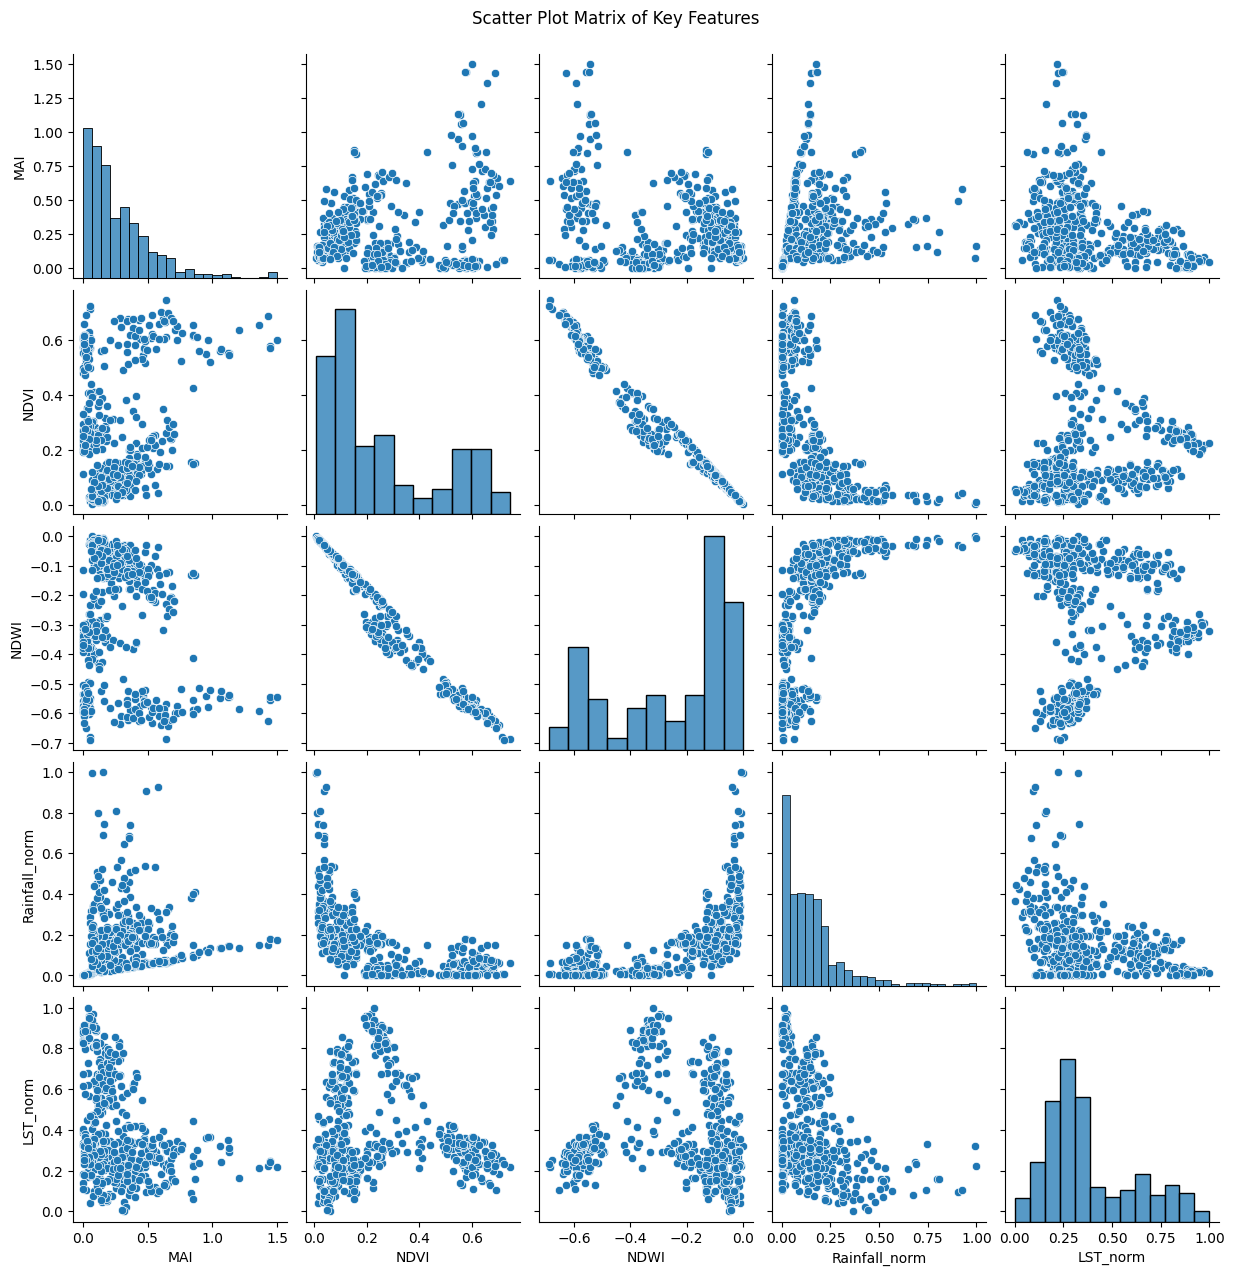 Scatter Plot Matrix of Key Features
1.50
1.25
1.00
0.75
0.50
0.25
0.00
MAI
0.6
0.4
0.2
0.0
NDVI
0.0
−0.1
−0.2
−0.3
−0.4
−0.5
−0.6
−0.7
NDWI
1.0
0.8
0.6
0.4
0.2
0.0
Rainfall_norm
1.0
0.8
0.6
0.4
0.2
0.0
LST_norm
0.0 0.5 1.0 1.5
MAI
0.0 0.2 0.4 0.6
NDVI
−0.6 −0.4 −0.2 0.0
NDWI
0.00 0.25 0.50 0.75 1.00
Rainfall_norm
0.00 0.25 0.50 0.75 1.00
LST_norm